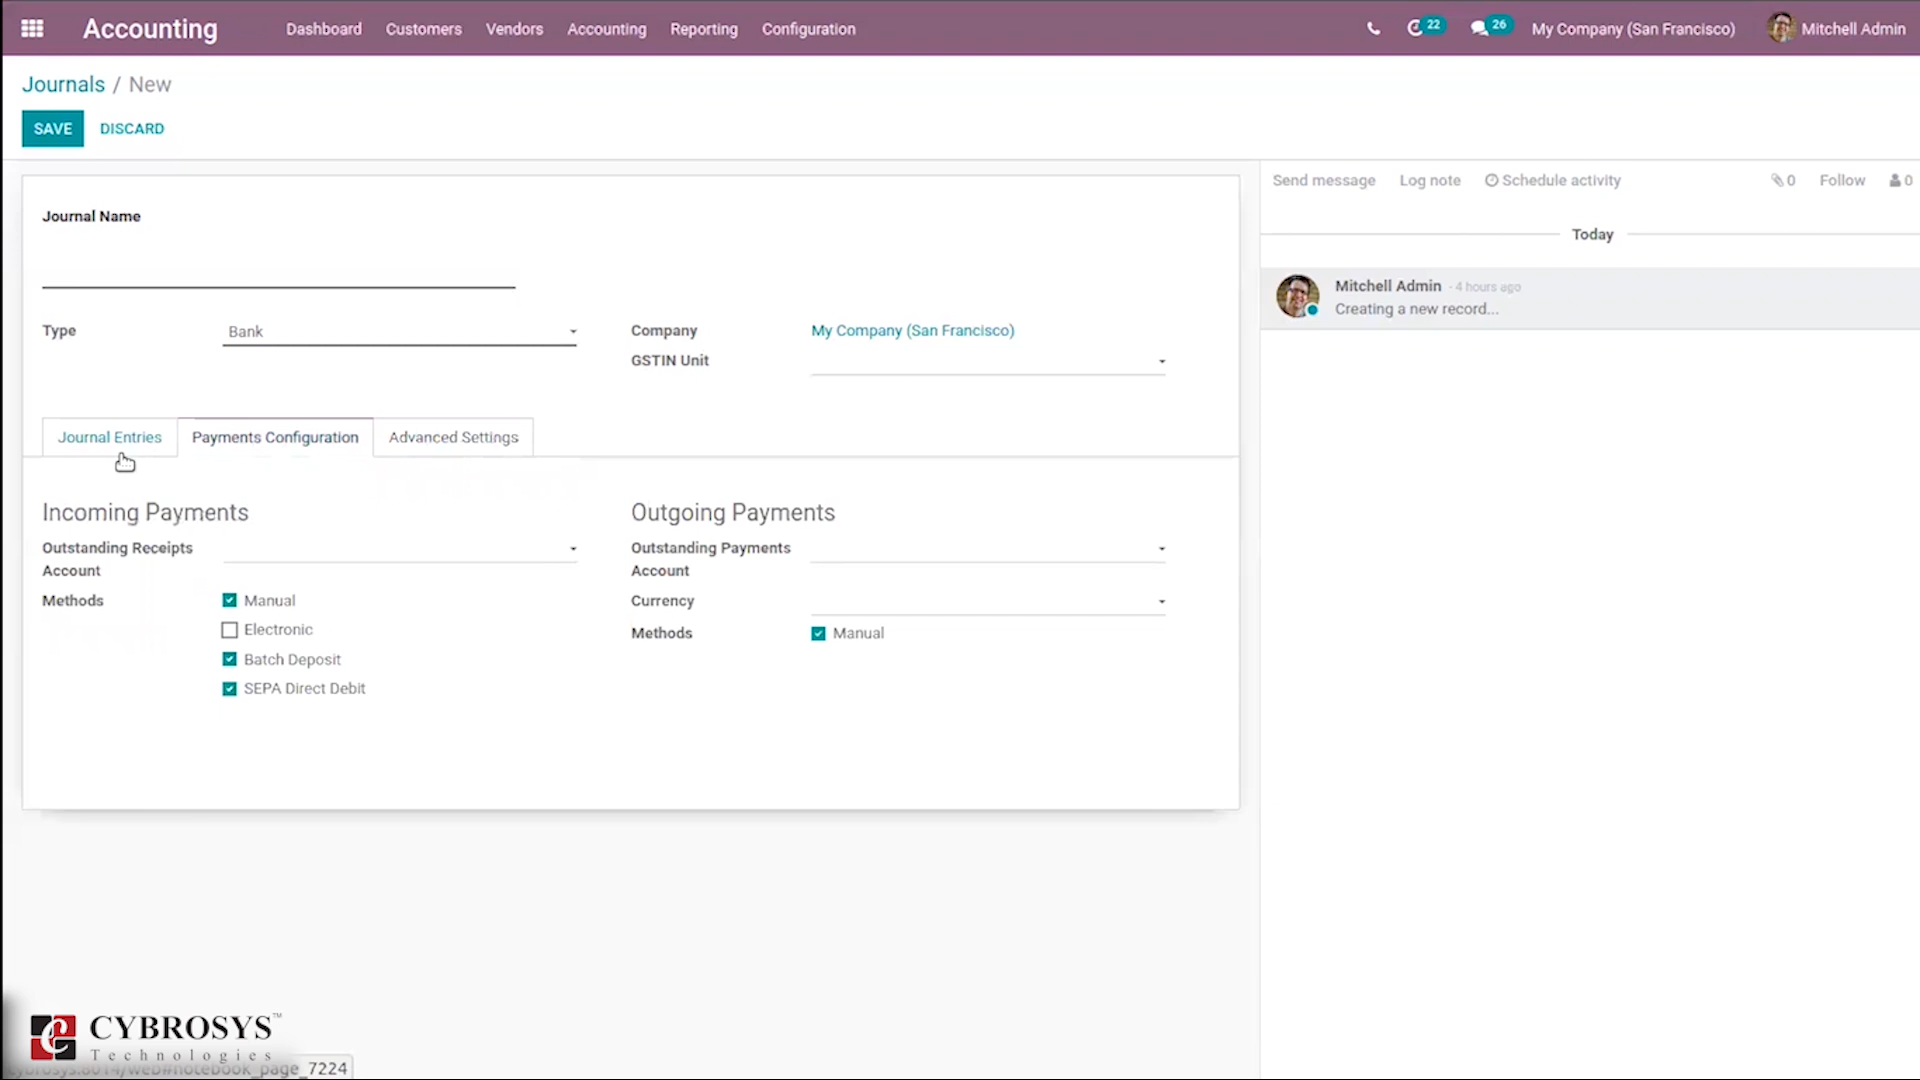 Accounting
Dashboard
Customers
Vendors
Accounting
Reporting
Configuration
22
26
My Company (San Francisco)
Mitchell Admin
Journals / New
SAVE
DISCARD
Send message
Log note
Schedule activity
0
Follow
0
Today
Mitchell Admin - 4 hours ago
Creating a new record...
Journal Name
Type
Bank
Company
My Company (San Francisco)
GSTIN Unit
Journal Entries
Payments Configuration
Advanced Settings
Incoming Payments
Outstanding Receipts
Account
Methods
Manual
Electronic
Batch Deposit
SEPA Direct Debit
Outgoing Payments
Outstanding Payments
Account
Currency
Methods
Manual
CYBROSYS™
Technologies